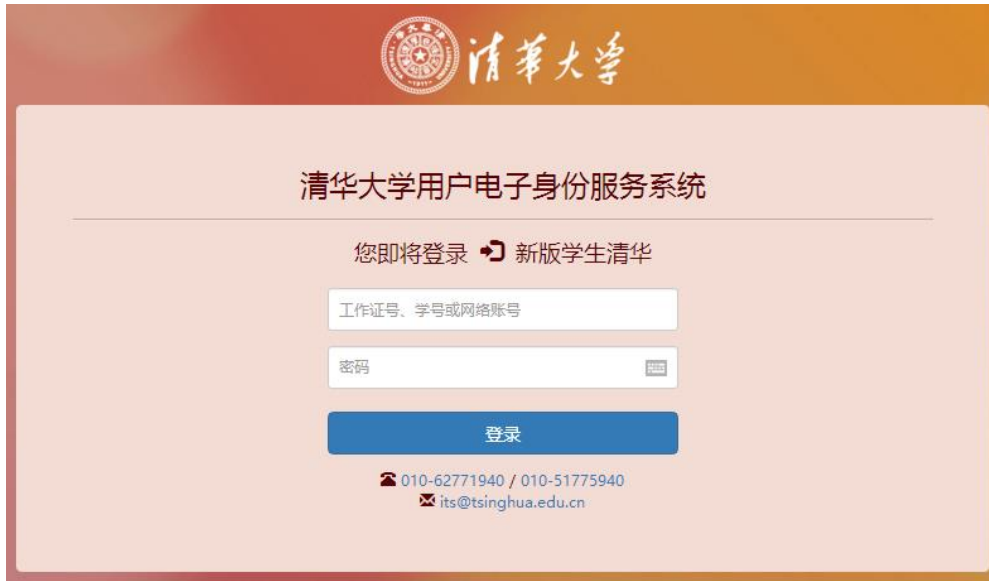 清华大学
清华大学用户电子身份服务系统
您即将登录 新版学生清华
工作证号、学号或网络账号
密码
登录
010-62771940 / 010-51775940
its@tsinghua.edu.cn